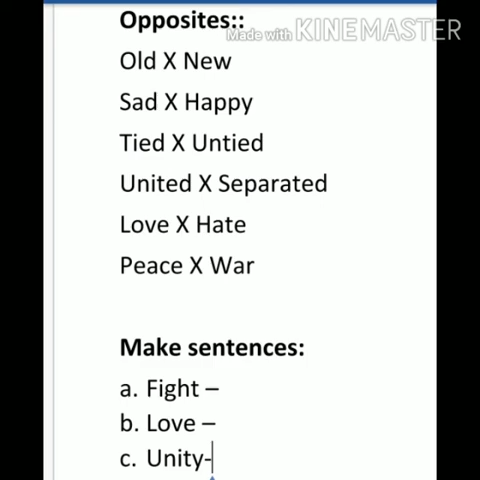 Opposites::
Made with KINEMASTER
Old X New
Sad X Happy
Tied X Untied
United X Separated
Love X Hate
Peace X War
Make sentences:
a. Fight –
b. Love –
c. Unity-